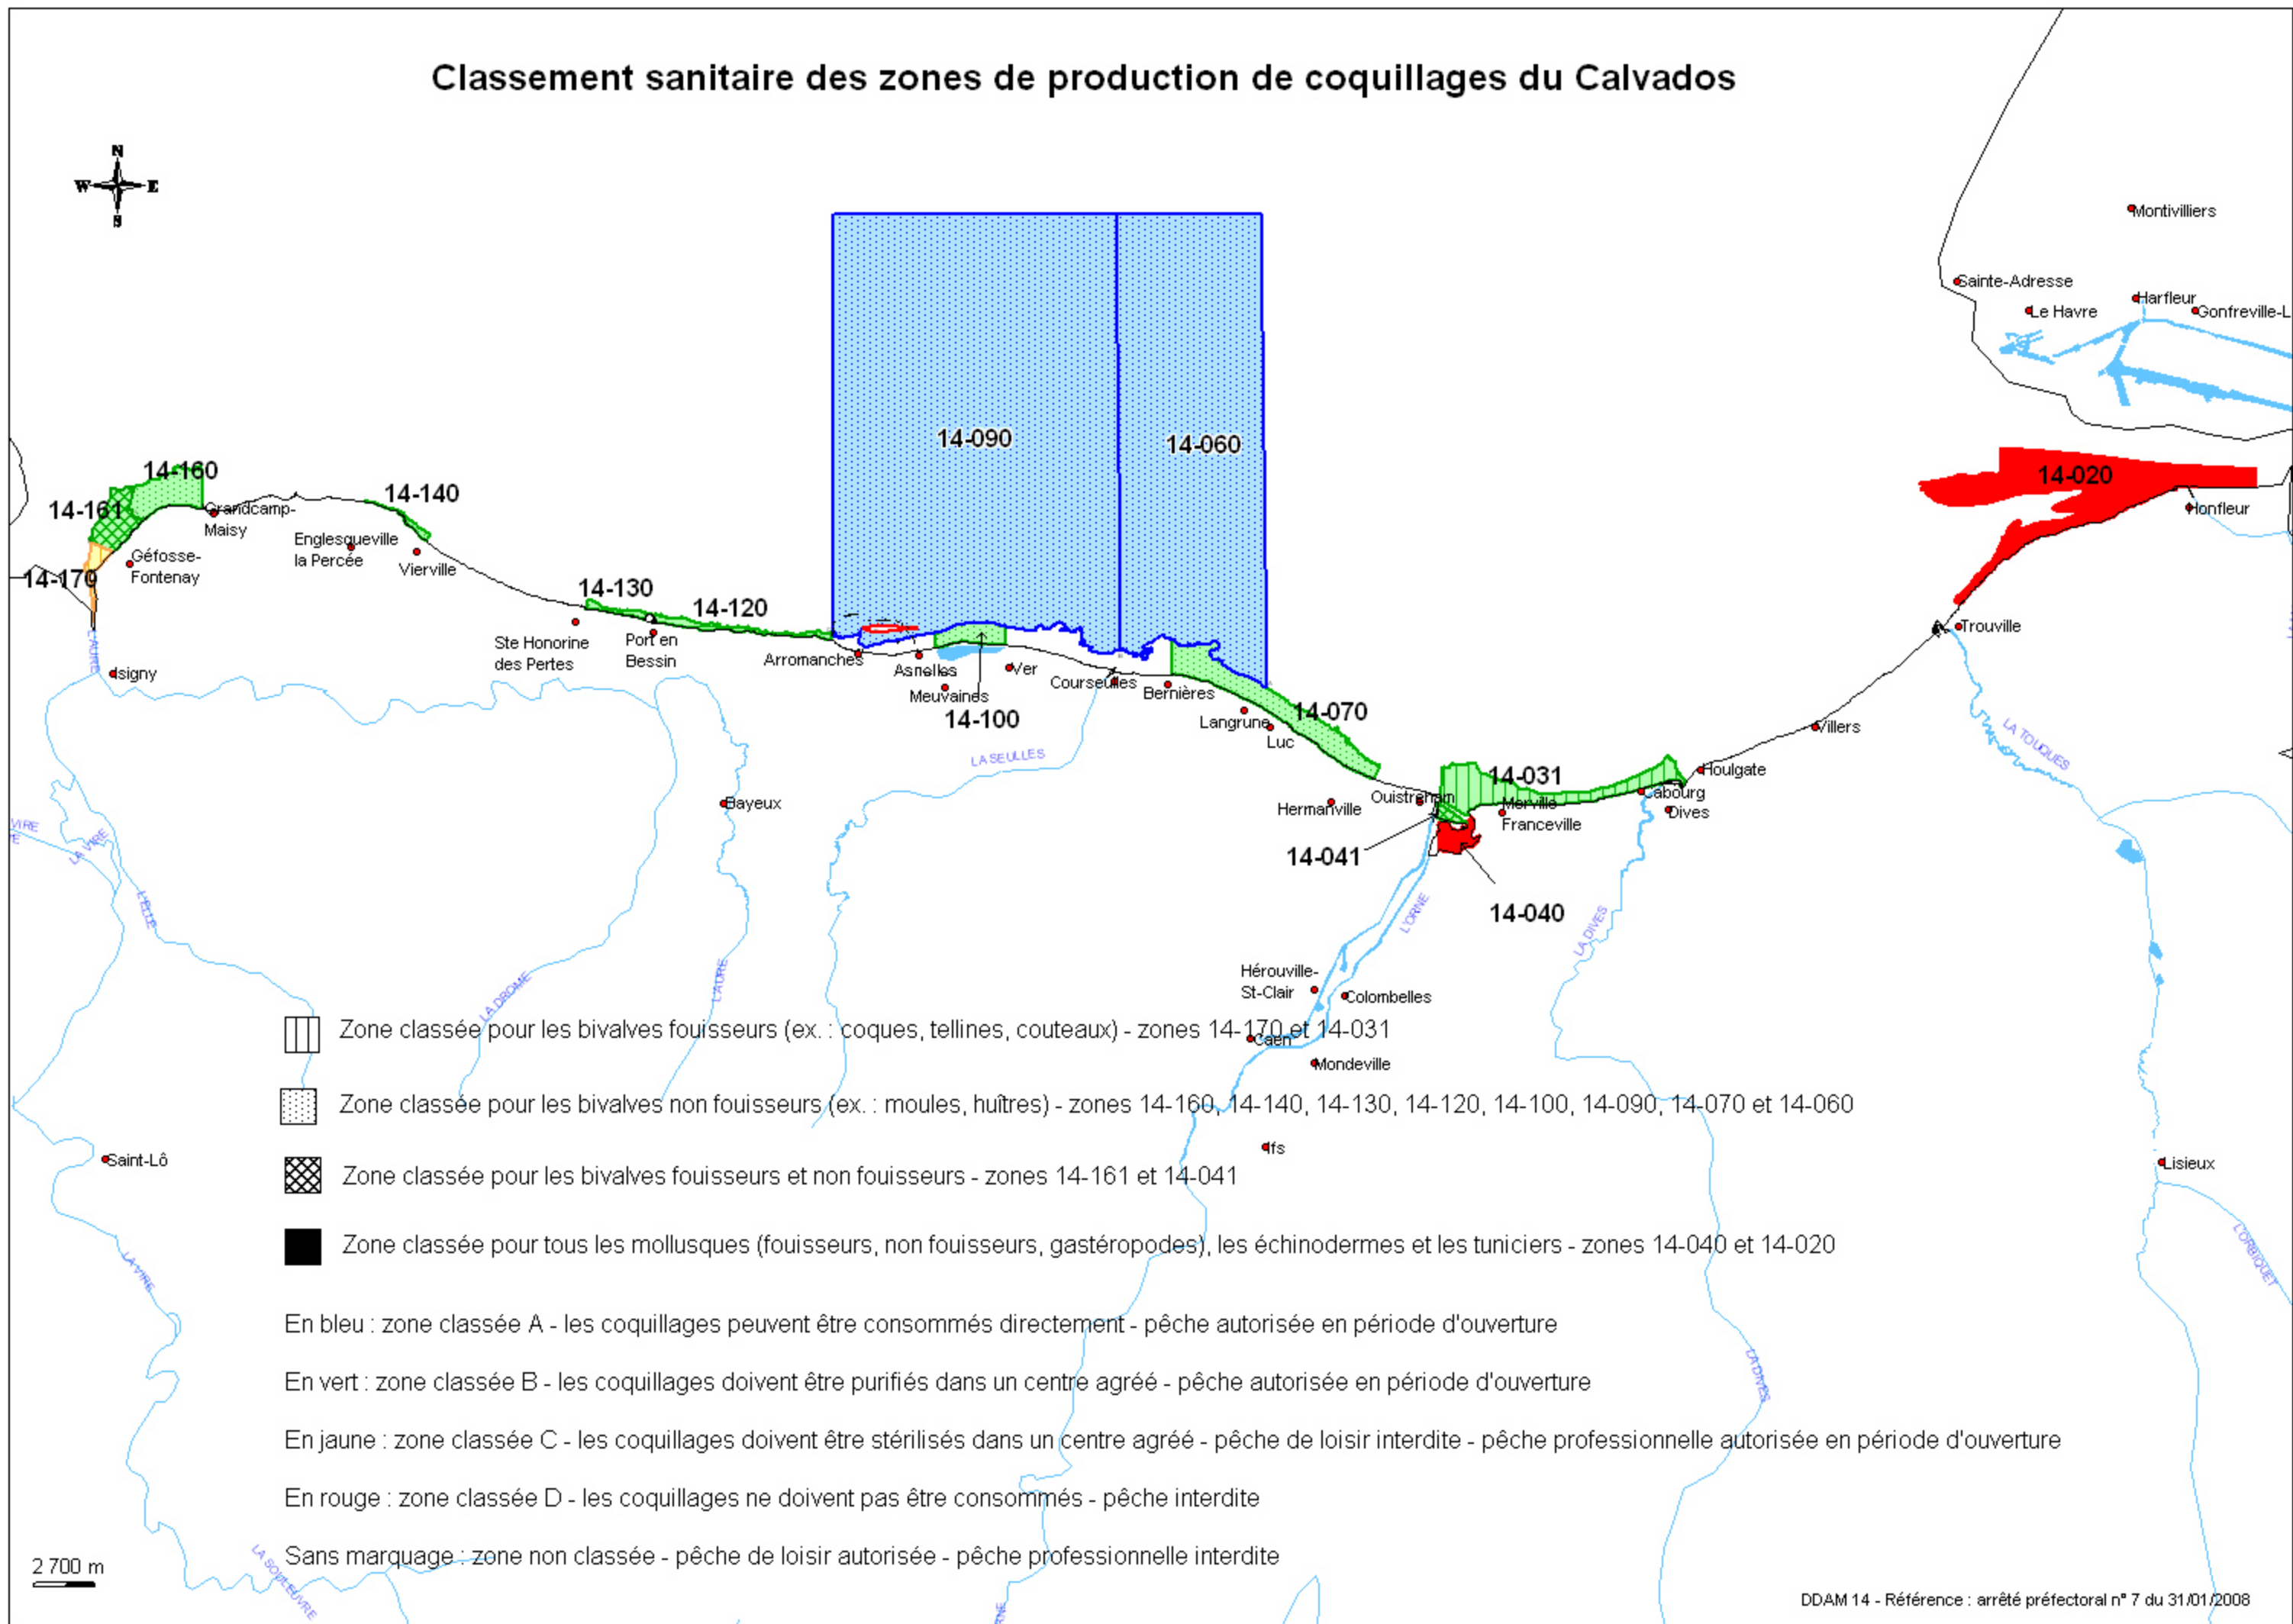 Classement sanitaire des zones de production de coquillages du Calvados
N
W E
S
Montivilliers
Sainte-Adresse
Harfleur
Le Havre
Gonfreville-L
14-090
14-060
14-160
14-020
14-140
14-161
Grandcamp-
Maisy
Honfleur
Englesqueville
la Percée
Géfosse-
Fontenay
Vierville
14-170
14-130
14-120
Trouville
Ste Honorine
des Pertes
Port en
Bessin
Arromanches
Asnelles
Ver
L'AURE
Isigny
Meuvaines
Courseulles
Bernières
14-100
Langrune
14-070
Luc
Villers
LA TOUQUES
LA SEULLES
Houlgate
14-031
Bayeux
Hermanville
Ouistreham
Merville
Franceville
Cabourg
Dives
VIRE
LA VIRE
14-041
14-040
L'ELLE
L'ORNE
LA DIVES
Hérouville-
St-Clair
Colombelles
LA DROME
L'AURE
Zone classée pour les bivalves fouisseurs (ex. : coques, tellines, couteaux) - zones 14-170 et 14-031
Caen
Mondeville
Zone classée pour les bivalves non fouisseurs (ex. : moules, huîtres) - zones 14-160, 14-140, 14-130, 14-120, 14-100, 14-090, 14-070 et 14-060
Ifs
Saint-Lô
Lisieux
Zone classée pour les bivalves fouisseurs et non fouisseurs - zones 14-161 et 14-041
Zone classée pour tous les mollusques (fouisseurs, non fouisseurs, gastéropodes), les échinodermes et les tuniciers - zones 14-040 et 14-020
LA VIRE
L'ORBIQUET
En bleu : zone classée A - les coquillages peuvent être consommés directement - pêche autorisée en période d'ouverture
LA DIVES
En vert : zone classée B - les coquillages doivent être purifiés dans un centre agréé - pêche autorisée en période d'ouverture
En jaune : zone classée C - les coquillages doivent être stérilisés dans un centre agréé - pêche de loisir interdite - pêche professionnelle autorisée en période d'ouverture
En rouge : zone classée D - les coquillages ne doivent pas être consommés - pêche interdite
Sans marquage : zone non classée - pêche de loisir autorisée - pêche professionnelle interdite
2 700 m
LA SOULEUVRE
DDAM 14 - Référence : arrêté préfectoral n° 7 du 31/01/2008